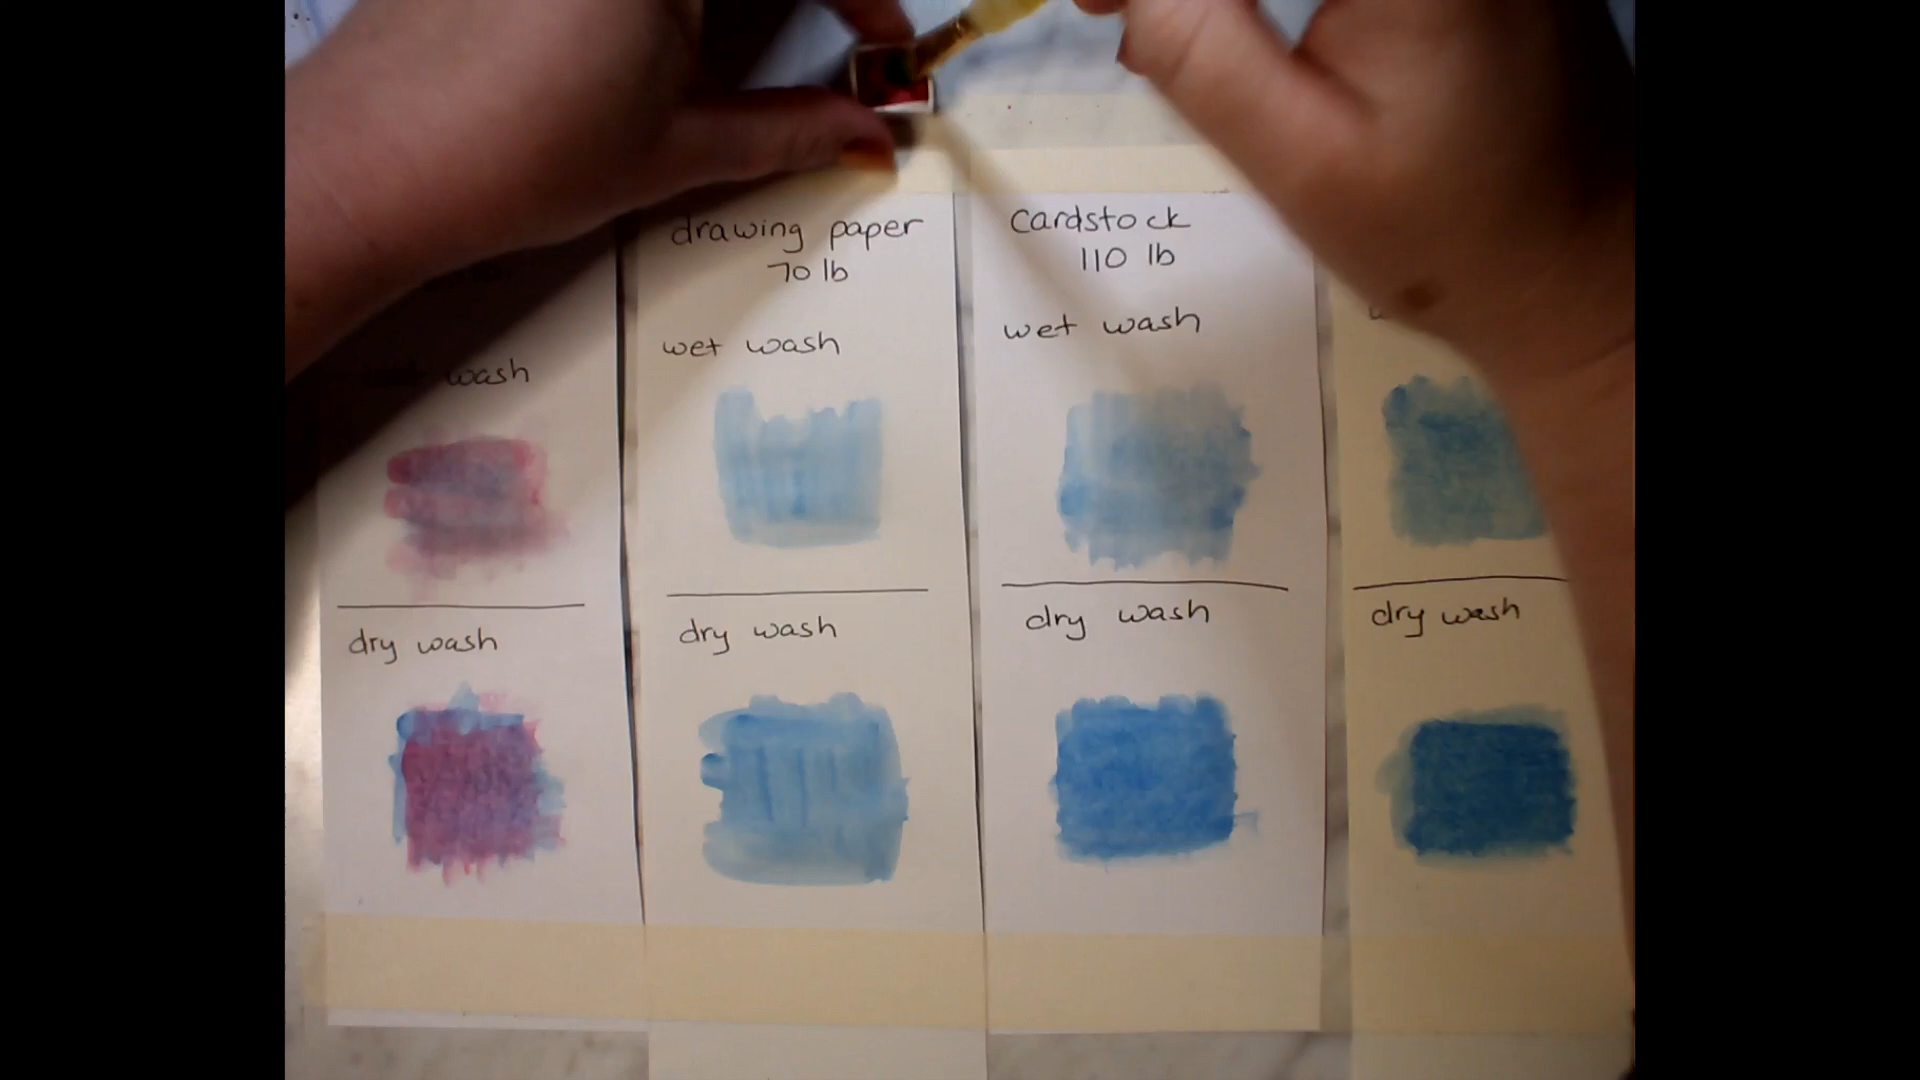 wash
dry wash
drawing paper
70 lb
wet wash
dry wash
cardstock
110 lb
wet wash
dry wash
dry wash